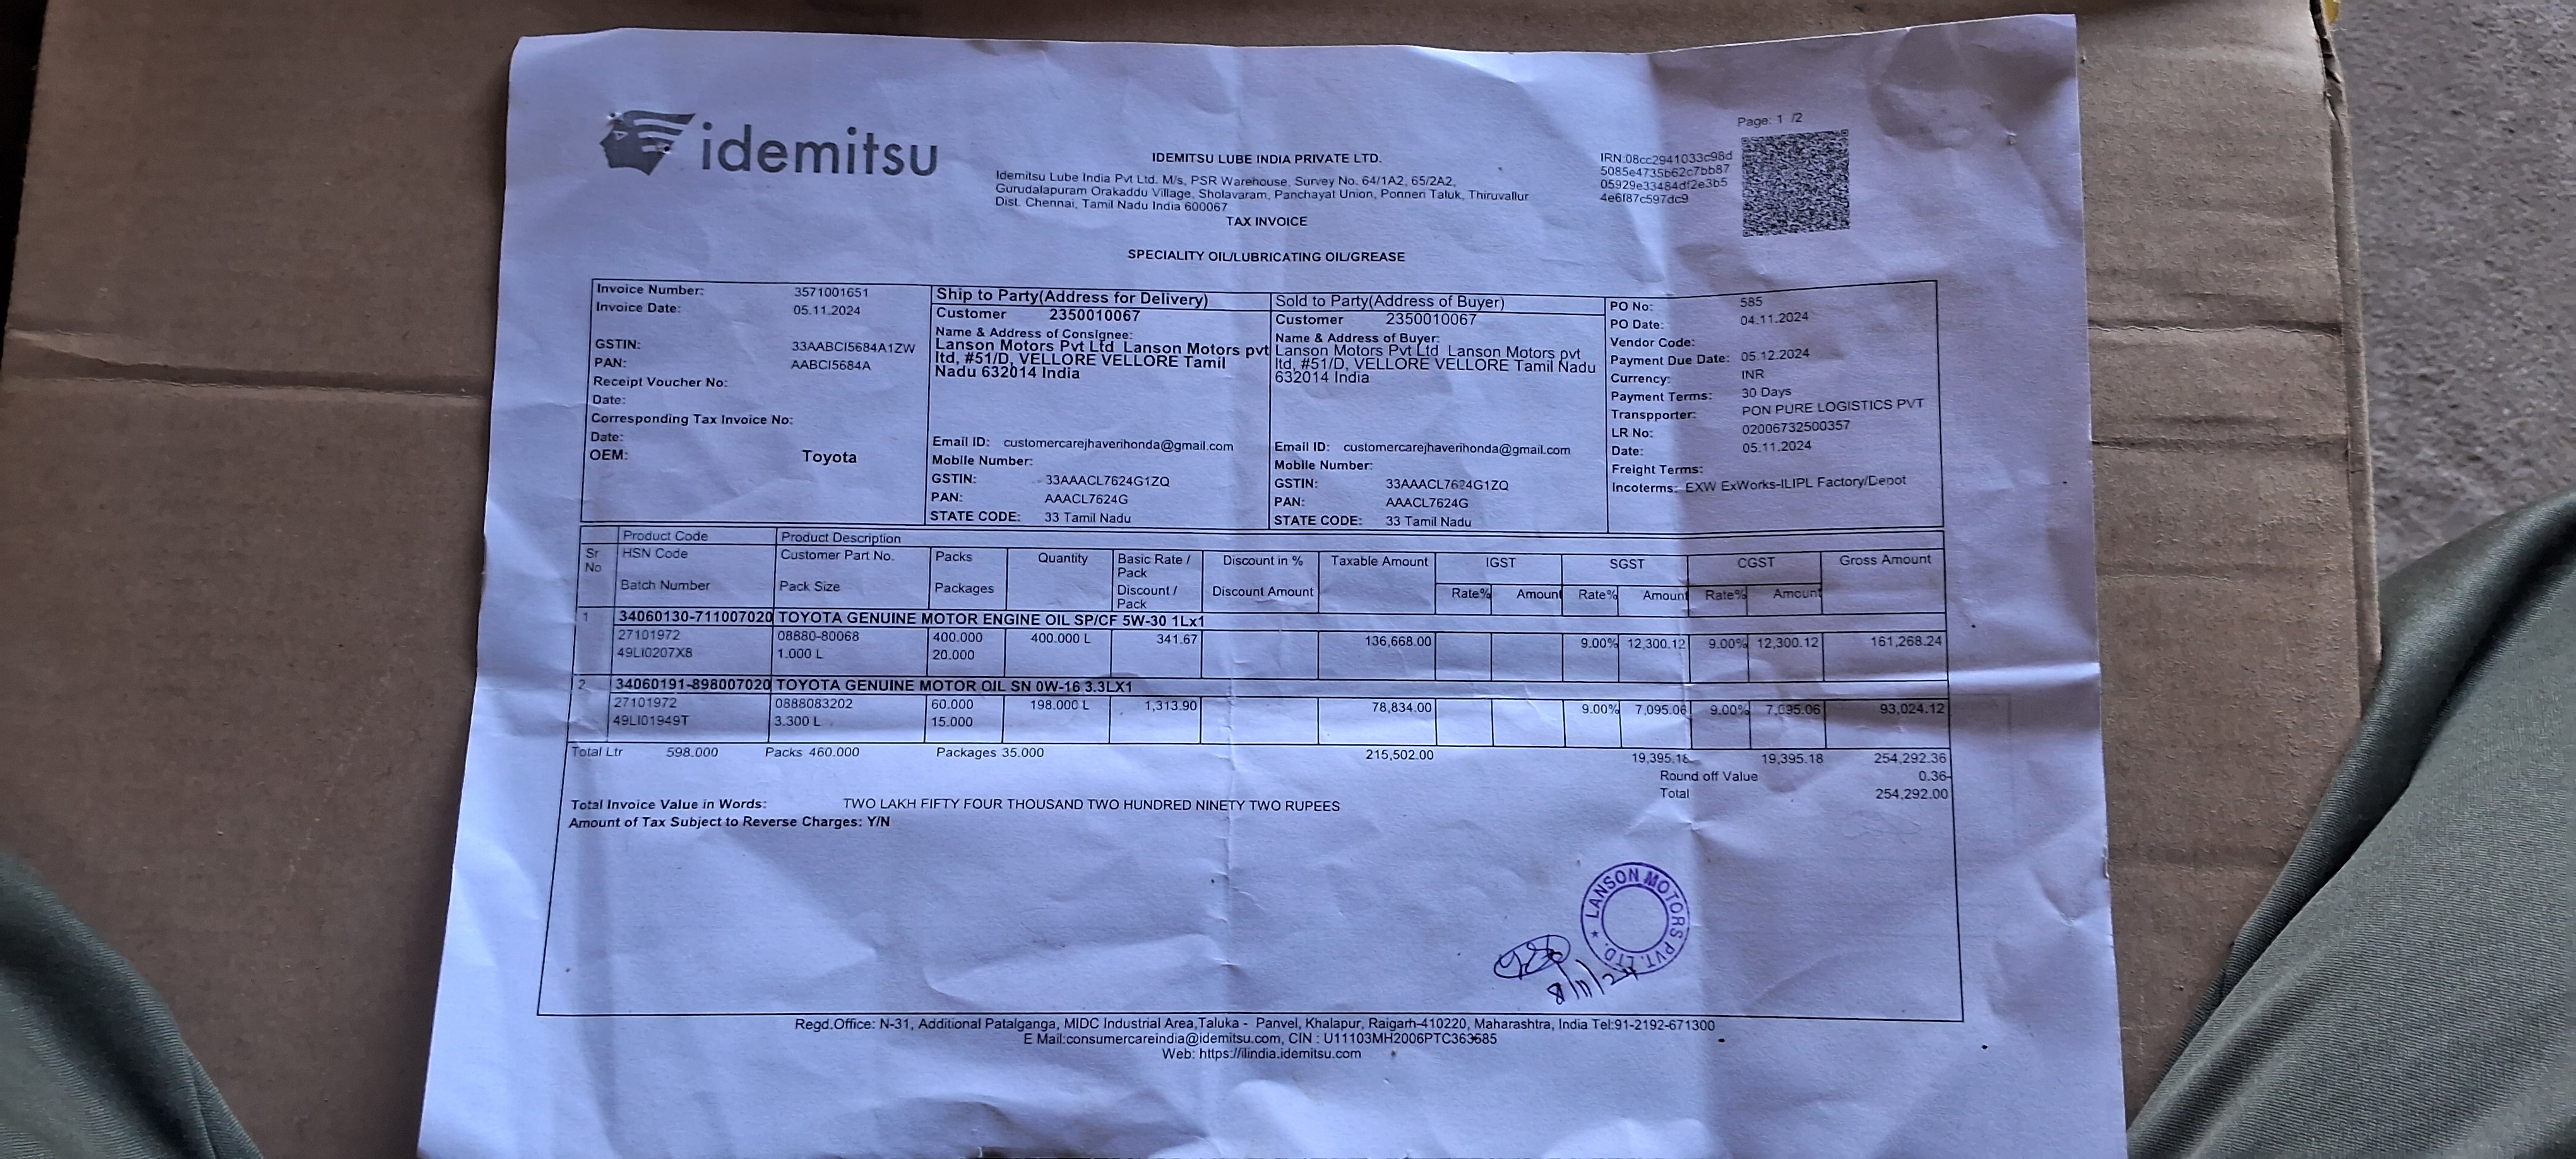 idemitsu
Page: 1 /2
IDEMITSU LUBE INDIA PRIVATE LTD.
Idemitsu Lube India Pvt Ltd. M/s, PSR Warehouse, Survey No. 64/1A2, 65/2A2,
Gurudalapuram Orakaddu Village, Sholavaram, Panchayal Union, Ponneri Taluk, Thiruvallur
Dist. Chennai, Tamil Nadu India 600067
TAX INVOICE
IRN:08cc2941033c98d
5085e4735b62c7bb87
05929e33484df2e3b5
4e6f87c597dc9
SPECIALITY OIL/LUBRICATING OIL/GREASE
Invoice Number: 3571001651
Invoice Date: 05.11.2024
GSTIN: 33AABCI5684A1ZW
PAN: AABCI5684A
Receipt Voucher No:
Date:
Corresponding Tax Invoice No:
Date:
OEM: Toyota
Ship to Party(Address for Delivery)
Customer 2350010067
Name & Address of Consignee:
Lanson Motors Pvt Ltd Lanson Motors pvt
ltd, #51/D, VELLORE VELLORE Tamil
Nadu 632014 India
Email ID: customercarejhaverihonda@gmail.com
Mobile Number:
GSTIN: 33AAACL7624G1ZQ
PAN: AAACL7624G
STATE CODE: 33 Tamil Nadu
Sold to Party(Address of Buyer)
Customer 2350010067
Name & Address of Buyer:
Lanson Motors Pvt Ltd Lanson Motors pvt
ltd, #51/D, VELLORE VELLORE Tamil Nadu
632014 India
Email ID: customercarejhaverihonda@gmail.com
Mobile Number:
GSTIN: 33AAACL7624G1ZQ
PAN: AAACL7624G
STATE CODE: 33 Tamil Nadu
PO No: 585
PO Date: 04.11.2024
Vendor Code:
Payment Due Date: 05.12.2024
Currency: INR
Payment Terms: 30 Days
Transpporter: PON PURE LOGISTICS PVT
LR No: 02006732500357
Date: 05.11.2024
Freight Terms:
Incoterms: EXW ExWorks-ILIPL Factory/Depot
Product Code Product Description
Sr No HSN Code Customer Part No. Packs Quantity Basic Rate / Pack Discount in % Taxable Amount IGST SGST CGST Gross Amount
Batch Number Pack Size Packages Discount / Pack Discount Amount Rate% Amount Rate% Amount Rate% Amount
1 34060130-711007020 TOYOTA GENUINE MOTOR ENGINE OIL SP/CF 5W-30 1Lx1
27101972 08880-80068 400.000 400.000 L 341.67 136,668.00 9.00% 12,300.12 9.00% 12,300.12 161,268.24
49LI0207X8 1.000 L 20.000
2 34060191-898007020 TOYOTA GENUINE MOTOR OIL SN 0W-16 3.3LX1
27101972 0888083202 60.000 198.000 L 1,313.90 78,834.00 9.00% 7,095.06 9.00% 7,095.06 93,024.12
49LI01949T 3.300 L 15.000
Total Ltr 598.000 Packs 460.000 Packages 35.000 215,502.00 19,395.18 19,395.18 254,292.36
Round off Value 0.36-
Total 254,292.00
Total Invoice Value in Words: TWO LAKH FIFTY FOUR THOUSAND TWO HUNDRED NINETY TWO RUPEES
Amount of Tax Subject to Reverse Charges: Y/N
LANSON MOTORS PVT. LTD. *
8/11/24
Regd.Office: N-31, Additional Patalganga, MIDC Industrial Area,Taluka - Panvel, Khalapur, Raigarh-410220, Maharashtra, India Tel:91-2192-671300
E Mail:consumercareindia@idemitsu.com, CIN : U11103MH2006PTC363685
Web: https://ilindia.idemitsu.com